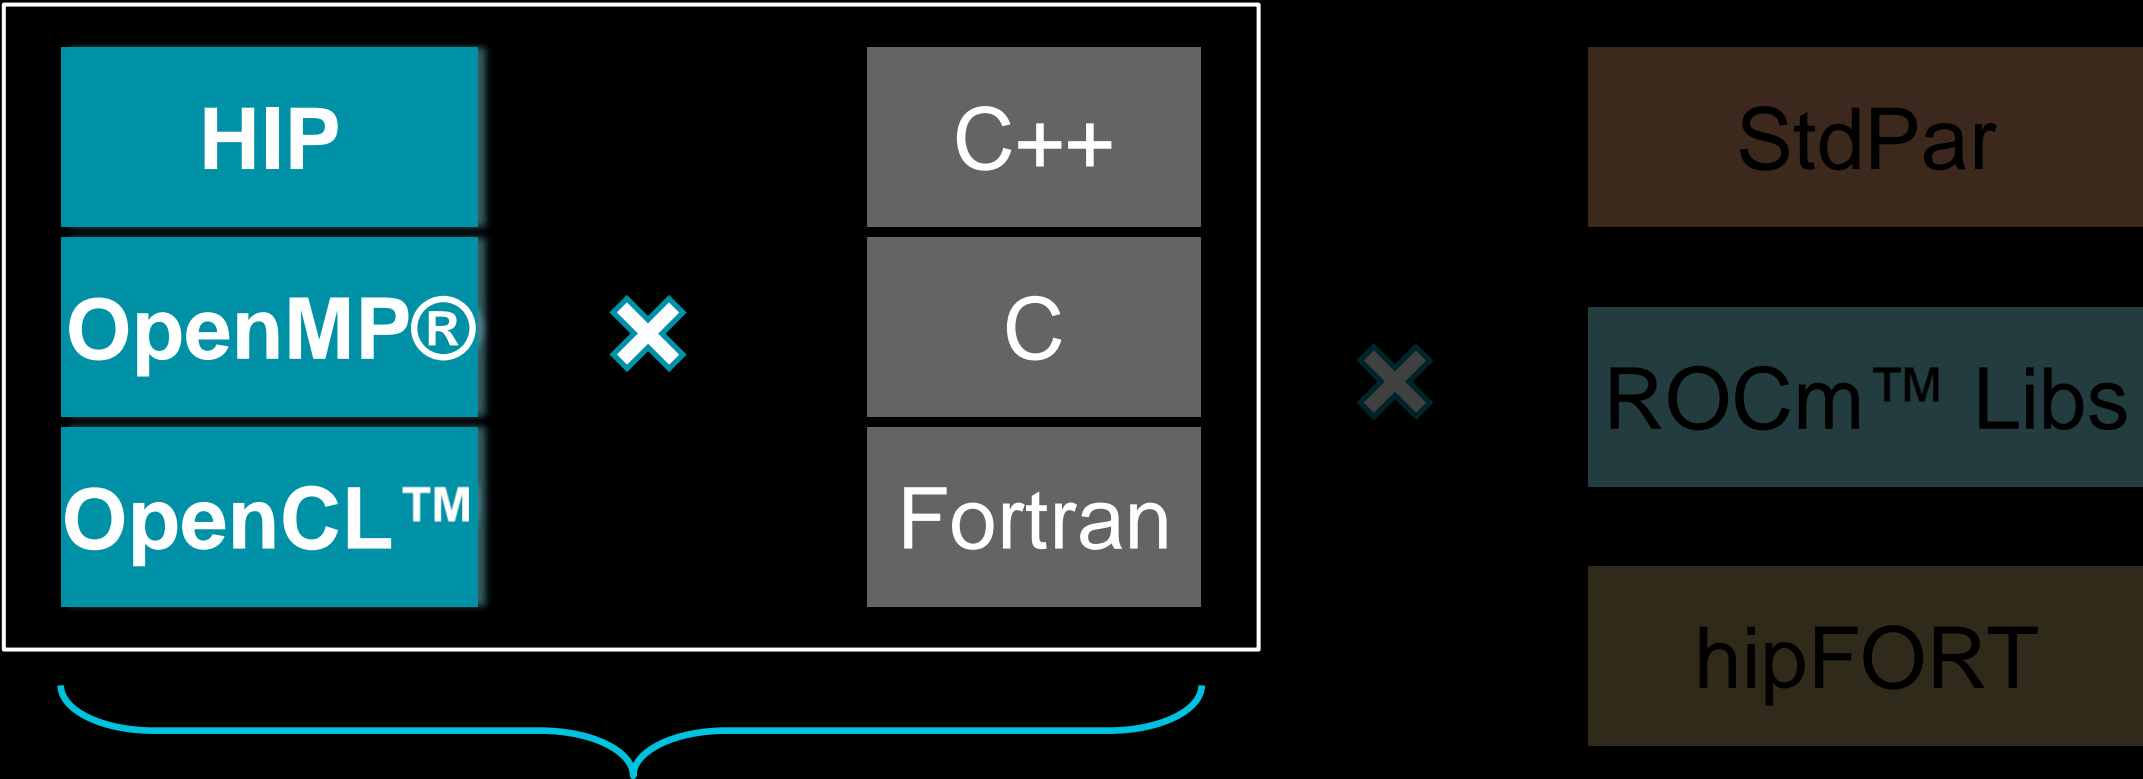 HIP
OpenMP®
OpenCL™
C++
C
Fortran
StdPar
ROCm™ Libs
hipFORT